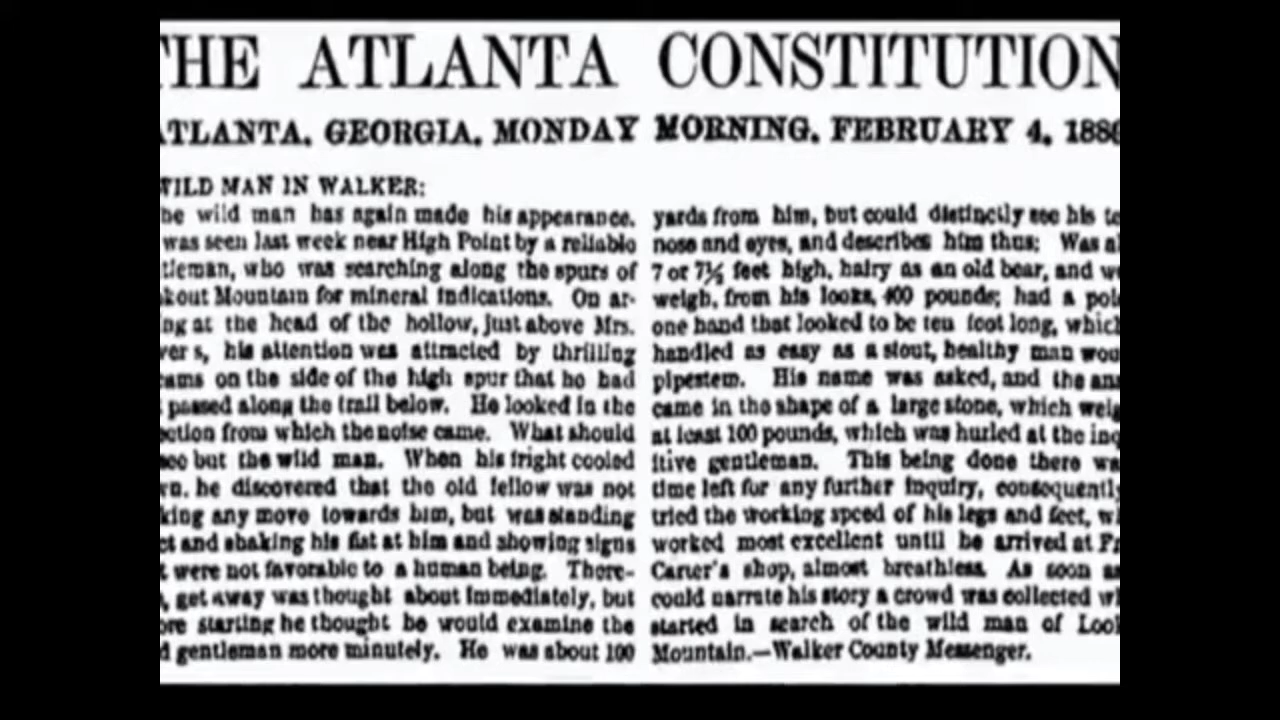 THE ATLANTA CONSTITUTION
ATLANTA, GEORGIA, MONDAY MORNING, FEBRUARY 4, 188
WILD MAN IN WALKER:
he wild man has again made his appearance.
was seen last week near High Point by a reliable
tleman, who was searching along the spurs of
kout Mountain for mineral indications. On ar-
ng at the head of the hollow, just above Mrs.
ver s, his attention was attracted by thrilling
ams on the side of the high spur that he had
passed along the trail below. He looked in the
ction from which the noise came. What should
see but the wild man. When his fright cooled
n, he discovered that the old fellow was not
king any move towards him, but was standing
ct and shaking his fist at him and showing signs
t were not favorable to a human being. There-
, get away was thought about immediately, but
ore starting he thought he would examine the
d gentleman more minutely. He was about 100
yards from him, but could distinctly see his te
nose and eyes, and describes him thus: Was al
7 or 7½ feet high, hairy as an old bear, and wo
weigh, from his looks, 400 pounds; had a pole
one hand that looked to be ten foot long, whic
handled as easy as a stout, healthy man wou
pipestem. His name was asked, and the ans
came in the shape of a large stone, which weig
at least 100 pounds, which was hurled at the inq
itive gentleman. This being done there wa
time left for any further inquiry, consequently
tried the working speed of his legs and feet, w
worked most excellent until he arrived at Fr
Carter's shop, almost breathless. As soon as
could narrate his story a crowd was collected w
started in search of the wild man of Loo
Mountain.—Walker County Messenger.